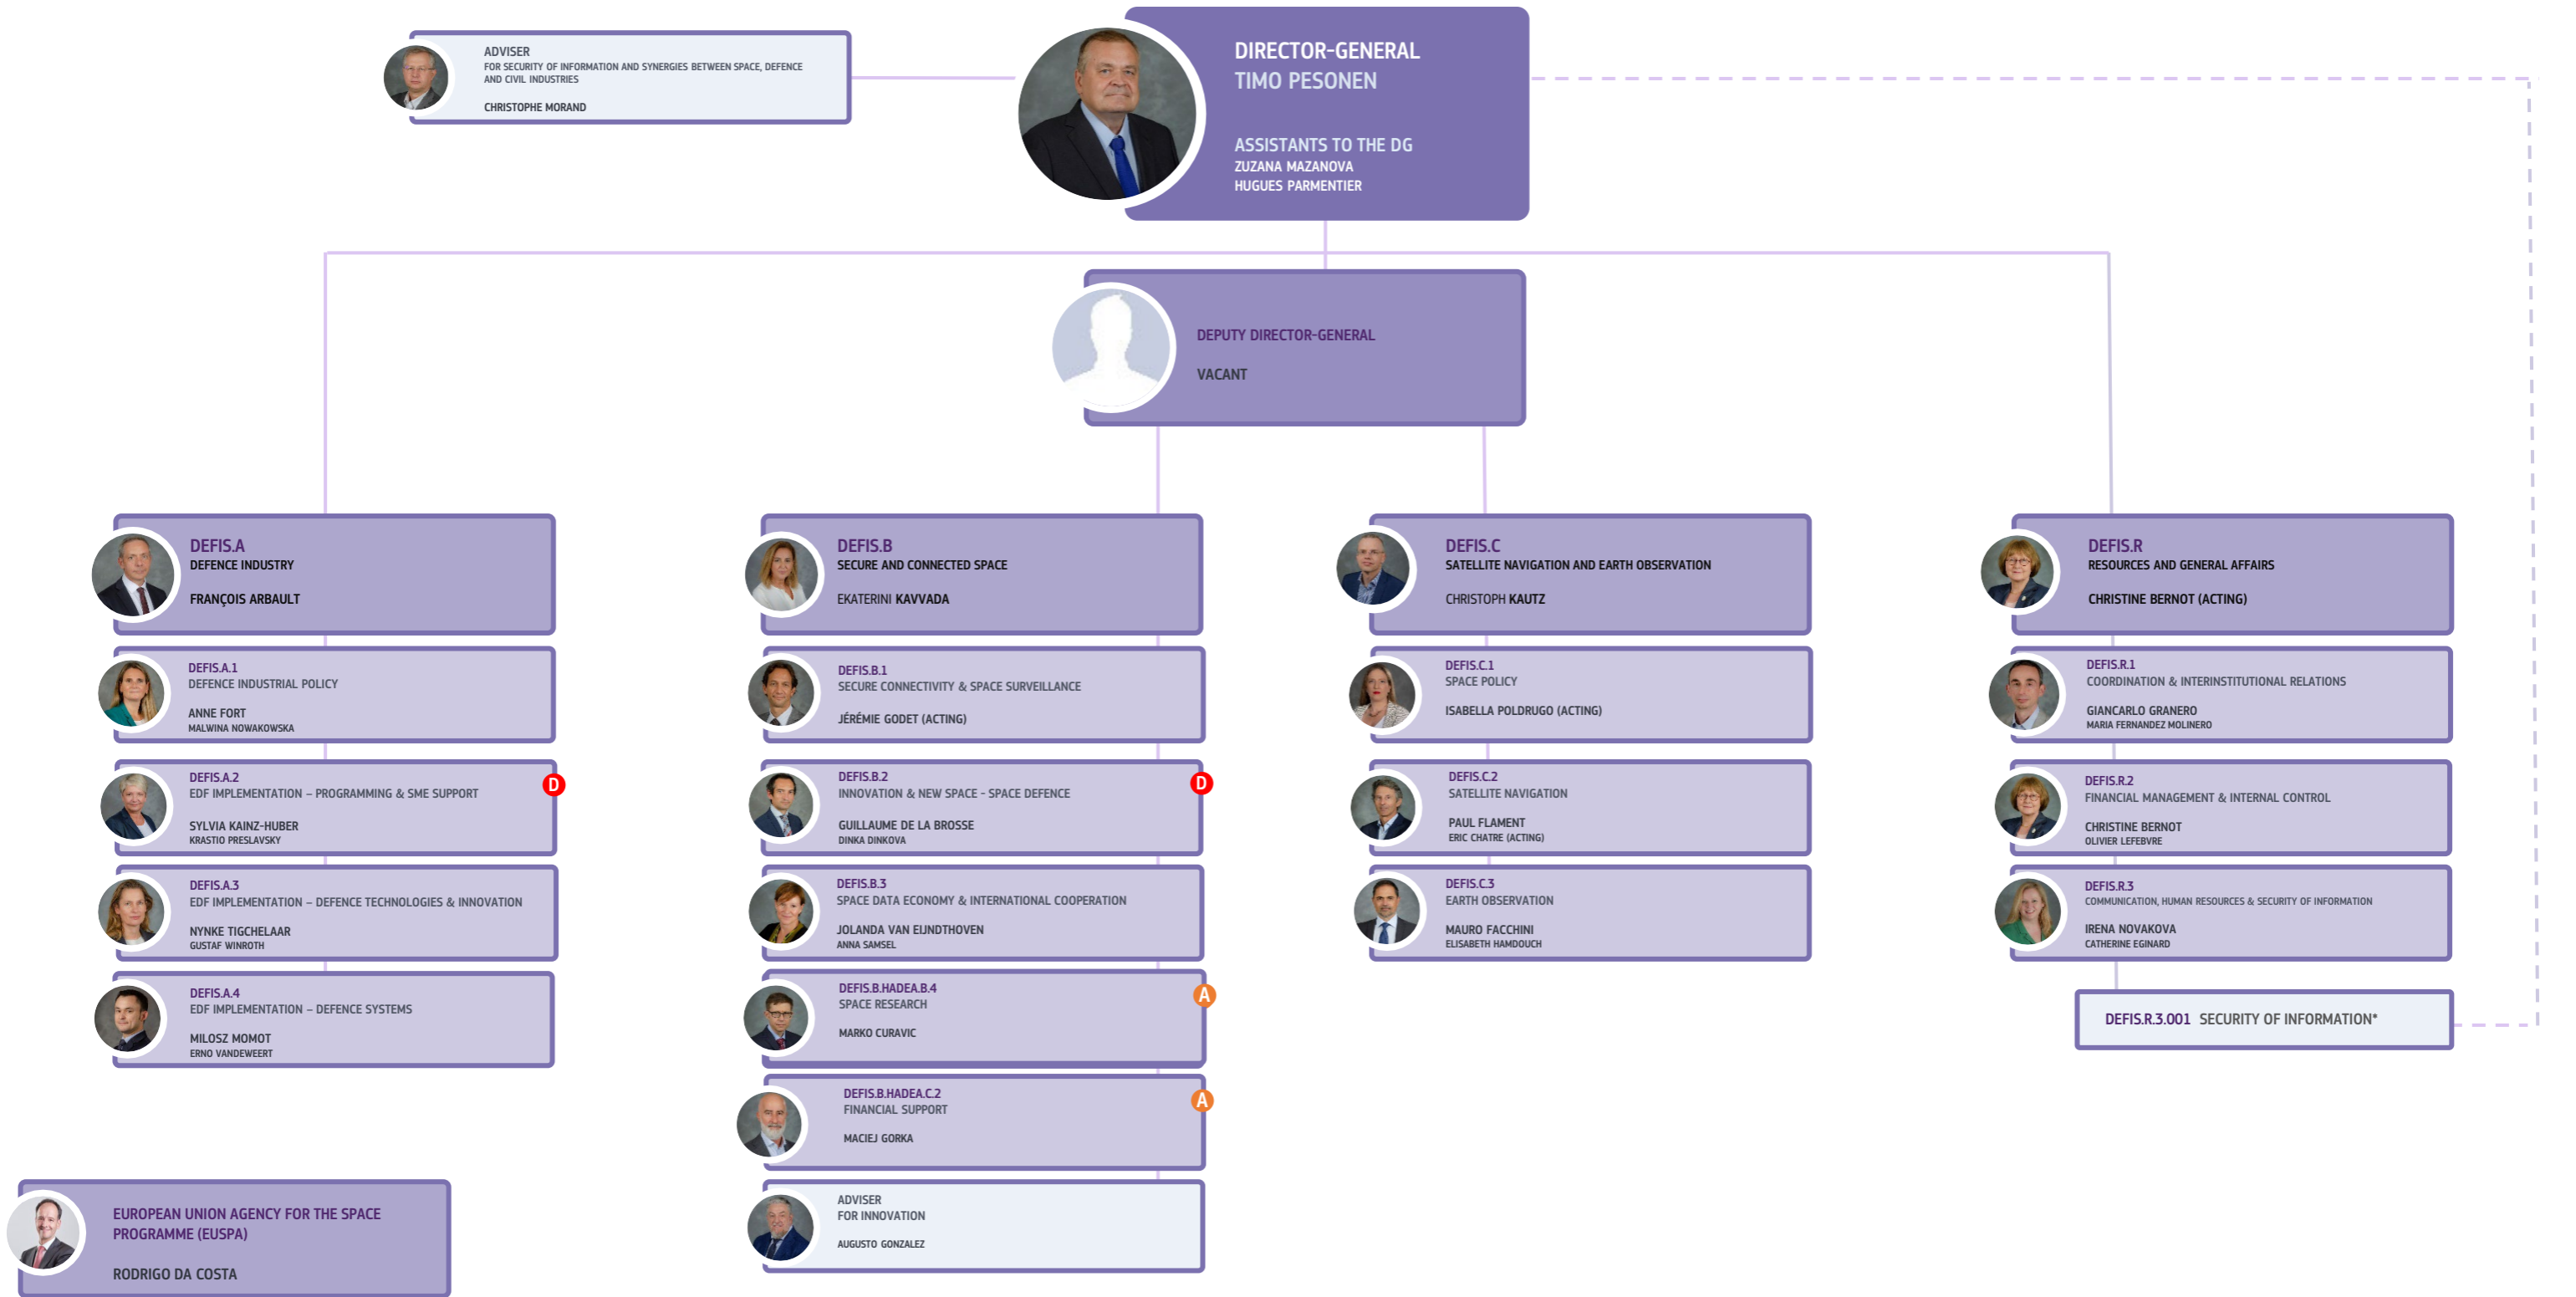 ADVISER
FOR SECURITY OF INFORMATION AND SYNERGIES BETWEEN SPACE, DEFENCE
AND CIVIL INDUSTRIES
CHRISTOPHE MORAND
DIRECTOR-GENERAL
TIMO PESONEN
ASSISTANTS TO THE DG
ZUZANA MAZANOVA
HUGUES PARMENTIER
DEPUTY DIRECTOR-GENERAL
VACANT
DEFIS.A
DEFENCE INDUSTRY
FRANÇOIS ARBAULT
DEFIS.A.1
DEFENCE INDUSTRIAL POLICY
ANNE FORT
MALWINA NOWAKOWSKA
DEFIS.A.2
EDF IMPLEMENTATION – PROGRAMMING & SME SUPPORT
SYLVIA KAINZ-HUBER
KRASTIO PRESLAVSKY
D
DEFIS.A.3
EDF IMPLEMENTATION – DEFENCE TECHNOLOGIES & INNOVATION
NYNKE TIGCHELAAR
GUSTAF WINROTH
DEFIS.A.4
EDF IMPLEMENTATION – DEFENCE SYSTEMS
MILOSZ MOMOT
ERNO VANDEWEERT
EUROPEAN UNION AGENCY FOR THE SPACE
PROGRAMME (EUSPA)
RODRIGO DA COSTA
DEFIS.B
SECURE AND CONNECTED SPACE
EKATERINI KAVVADA
DEFIS.B.1
SECURE CONNECTIVITY & SPACE SURVEILLANCE
JÉRÉMIE GODET (ACTING)
DEFIS.B.2
INNOVATION & NEW SPACE - SPACE DEFENCE
GUILLAUME DE LA BROSSE
DINKA DINKOVA
D
DEFIS.B.3
SPACE DATA ECONOMY & INTERNATIONAL COOPERATION
JOLANDA VAN EIJNDTHOVEN
ANNA SAMSEL
DEFIS.B.HADEA.B.4
SPACE RESEARCH
MARKO CURAVIC
A
DEFIS.B.HADEA.C.2
FINANCIAL SUPPORT
MACIEJ GORKA
A
ADVISER
FOR INNOVATION
AUGUSTO GONZALEZ
DEFIS.C
SATELLITE NAVIGATION AND EARTH OBSERVATION
CHRISTOPH KAUTZ
DEFIS.C.1
SPACE POLICY
ISABELLA POLDRUGO (ACTING)
DEFIS.C.2
SATELLITE NAVIGATION
PAUL FLAMENT
ERIC CHATRE (ACTING)
DEFIS.C.3
EARTH OBSERVATION
MAURO FACCHINI
ELISABETH HAMDOUCH
DEFIS.R
RESOURCES AND GENERAL AFFAIRS
CHRISTINE BERNOT (ACTING)
DEFIS.R.1
COORDINATION & INTERINSTITUTIONAL RELATIONS
GIANCARLO GRANERO
MARIA FERNANDEZ MOLINERO
DEFIS.R.2
FINANCIAL MANAGEMENT & INTERNAL CONTROL
CHRISTINE BERNOT
OLIVIER LEFEBVRE
DEFIS.R.3
COMMUNICATION, HUMAN RESOURCES & SECURITY OF INFORMATION
IRENA NOVAKOVA
CATHERINE EGINARD
DEFIS.R.3.001 SECURITY OF INFORMATION*